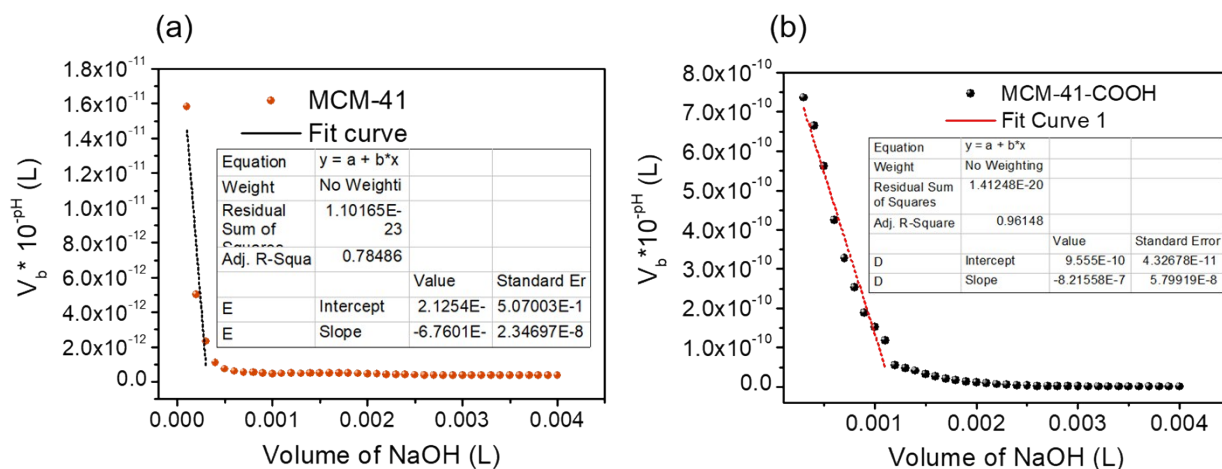 (a)
1.8x10⁻¹¹
1.6x10⁻¹¹
1.4x10⁻¹¹
1.2x10⁻¹¹
1.0x10⁻¹¹
8.0x10⁻¹²
6.0x10⁻¹²
4.0x10⁻¹²
2.0x10⁻¹²
0.0
V_b * 10^-pH (L)
MCM-41
Fit curve
Equation y = a + b*x
Weight No Weighti
Residual 1.10165E-
Sum of 23
Adj. R-Squa 0.78486
Value Standard Er
E Intercept 2.1254E- 5.07003E-1
E Slope -6.7601E- 2.34697E-8
0.000 0.001 0.002 0.003 0.004
Volume of NaOH (L)
(b)
8.0x10⁻¹⁰
7.0x10⁻¹⁰
6.0x10⁻¹⁰
5.0x10⁻¹⁰
4.0x10⁻¹⁰
3.0x10⁻¹⁰
2.0x10⁻¹⁰
1.0x10⁻¹⁰
0.0
V_b * 10^-pH (L)
MCM-41-COOH
Fit Curve 1
Equation y = a + b*x
Weight No Weighting
Residual Sum 1.41248E-20
of Squares
Adj. R-Square 0.96148
Value Standard Error
D Intercept 9.555E-10 4.32678E-11
D Slope -8.21558E-7 5.79919E-8
0.001 0.002 0.003 0.004
Volume of NaOH (L)